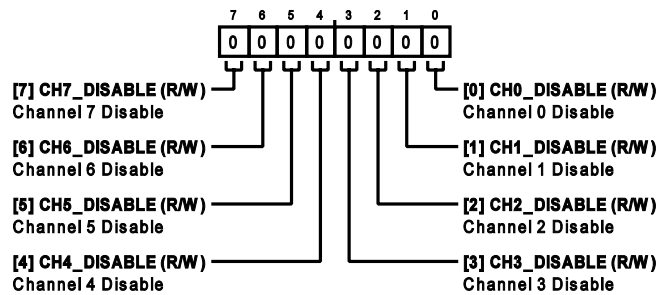 7 6 5 4 3 2 1 0
0 0 0 0 0 0 0 0
[7] CH7_DISABLE (R/W)
Channel 7 Disable
[6] CH6_DISABLE (R/W)
Channel 6 Disable
[5] CH5_DISABLE (R/W)
Channel 5 Disable
[4] CH4_DISABLE (R/W)
Channel 4 Disable
[0] CH0_DISABLE (R/W)
Channel 0 Disable
[1] CH1_DISABLE (R/W)
Channel 1 Disable
[2] CH2_DISABLE (R/W)
Channel 2 Disable
[3] CH3_DISABLE (R/W)
Channel 3 Disable